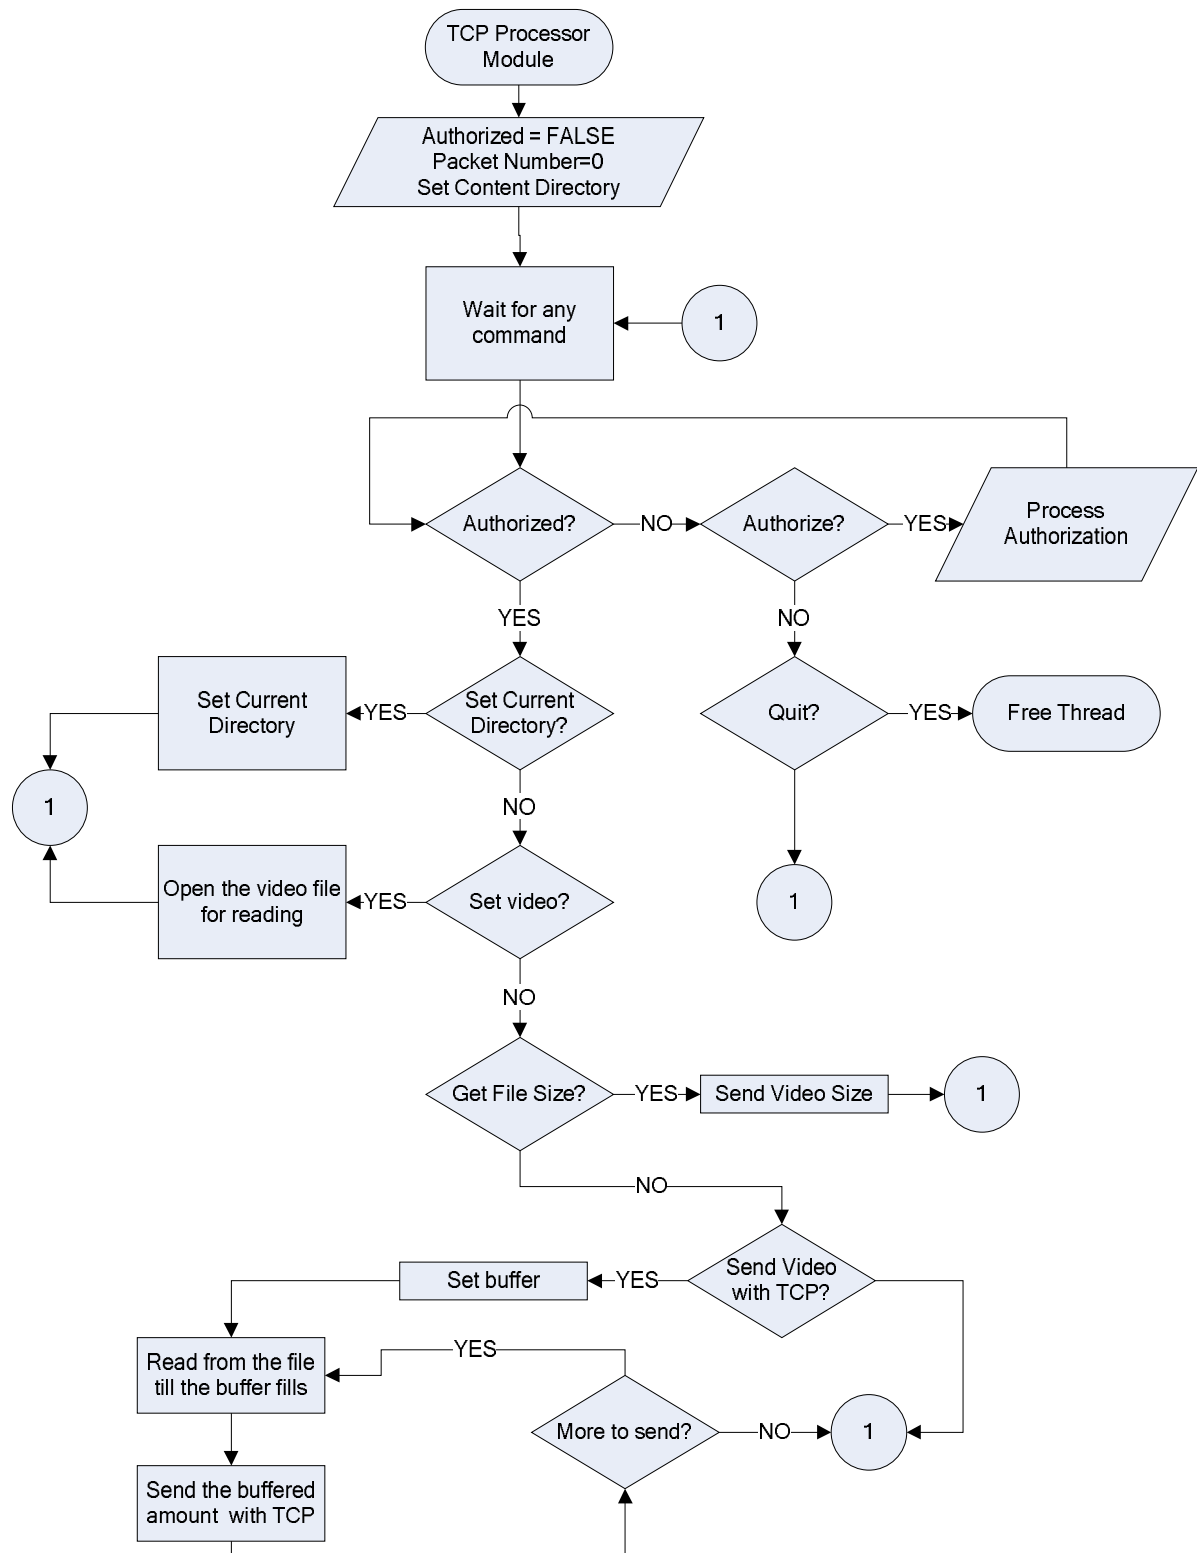 TCP Processor
Module
Authorized = FALSE
Packet Number=0
Set Content Directory
Wait for any
command
1
Authorized?
NO
Authorize?
YES
Process
Authorization
YES
NO
Set Current
Directory
YES
Set Current
Directory?
Quit?
YES
Free Thread
1
NO
Open the video file
for reading
YES
Set video?
1
NO
Get File Size?
YES
Send Video Size
1
NO
Set buffer
YES
Send Video
with TCP?
Read from the file
till the buffer fills
YES
More to send?
NO
1
Send the buffered
amount with TCP